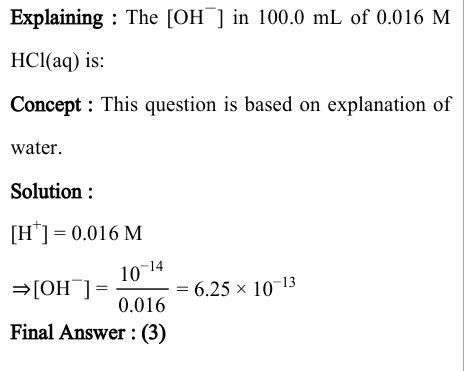 Explaining : The [OH⁻] in 100.0 mL of 0.016 M
HCl(aq) is:
Concept : This question is based on explanation of
water.
Solution :
[H⁺] = 0.016 M
⇒[OH⁻] = 10⁻¹⁴ / 0.016 = 6.25 × 10⁻¹³
Final Answer : (3)